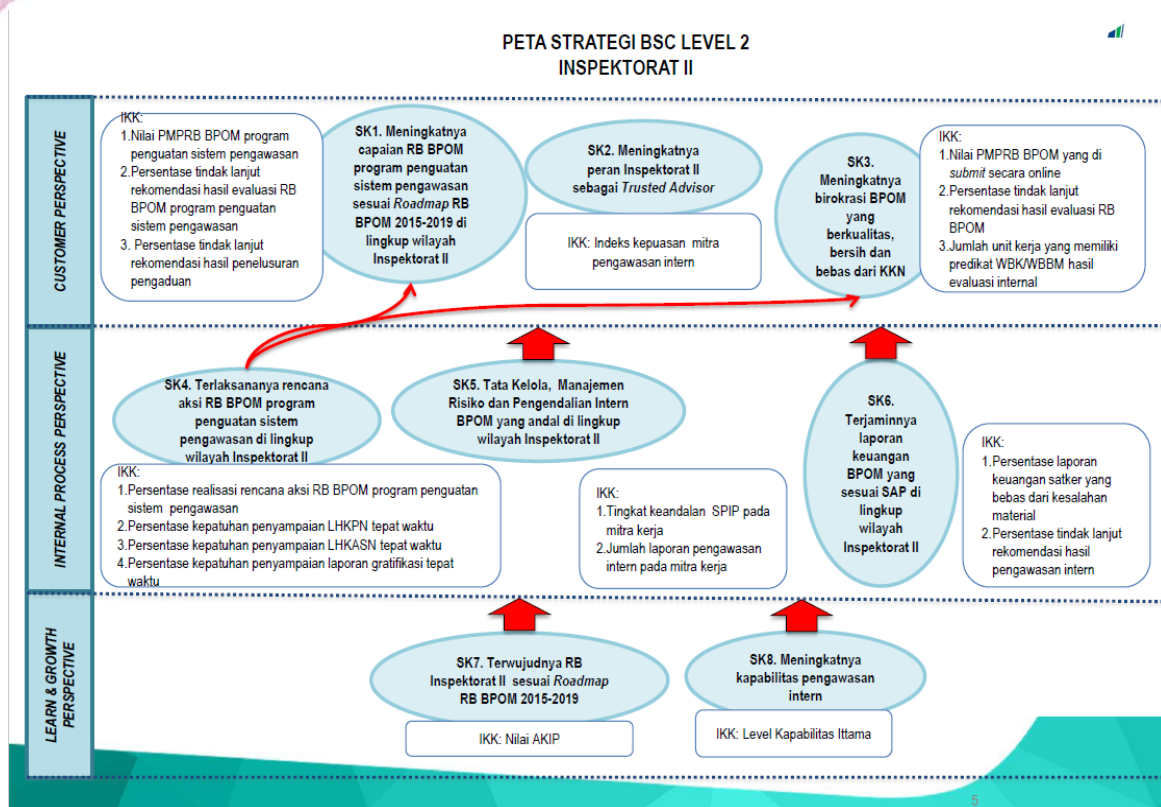 PETA STRATEGI BSC LEVEL 2
INSPEKTORAT II
CUSTOMER PERSPECTIVE
IKK:
1.Nilai PMPRB BPOM program
penguatan sistem pengawasan
2.Persentase tindak lanjut
rekomendasi hasil evaluasi RB
BPOM program penguatan
sistem pengawasan
3. Persentase tindak lanjut
rekomendasi hasil penelusuran
pengaduan
SK1. Meningkatnya
capaian RB BPOM
program penguatan
sistem pengawasan
sesuai Roadmap RB
BPOM 2015-2019 di
lingkup wilayah
Inspektorat II
SK2. Meningkatnya
peran Inspektorat II
sebagai Trusted Advisor
IKK: Indeks kepuasan mitra
pengawasan intern
SK3.
Meningkatnya
birokrasi BPOM
yang
berkualitas,
bersih dan
bebas dari KKN
IKK:
1.Nilai PMPRB BPOM yang di
submit secara online
2.Persentase tindak lanjut
rekomendasi hasil evaluasi RB
BPOM
3.Jumlah unit kerja yang memiliki
predikat WBK/WBBM hasil
evaluasi internal
INTERNAL PROCESS PERSPECTIVE
SK4. Terlaksananya rencana
aksi RB BPOM program
penguatan sistem
pengawasan di lingkup
wilayah Inspektorat II
IKK:
1.Persentase realisasi rencana aksi RB BPOM program penguatan
sistem pengawasan
2.Persentase kepatuhan penyampaian LHKPN tepat waktu
3.Persentase kepatuhan penyampaian LHKASN tepat waktu
4.Persentase kepatuhan penyampaian laporan gratifikasi tepat
waktu
SK5. Tata Kelola, Manajemen
Risiko dan Pengendalian Intern
BPOM yang andal di lingkup
wilayah Inspektorat II
IKK:
1.Tingkat keandalan SPIP pada
mitra kerja
2.Jumlah laporan pengawasan
intern pada mitra kerja
SK6.
Terjaminnya
laporan
keuangan
BPOM yang
sesuai SAP di
lingkup
wilayah
Inspektorat II
IKK:
1.Persentase laporan
keuangan satker yang
bebas dari kesalahan
material
2.Persentase tindak lanjut
rekomendasi hasil
pengawasan intern
LEARN & GROWTH
PERSPECTIVE
SK7. Terwujudnya RB
Inspektorat II sesuai Roadmap
RB BPOM 2015-2019
IKK: Nilai AKIP
SK8. Meningkatnya
kapabilitas pengawasan
intern
IKK: Level Kapabilitas Ittama
5